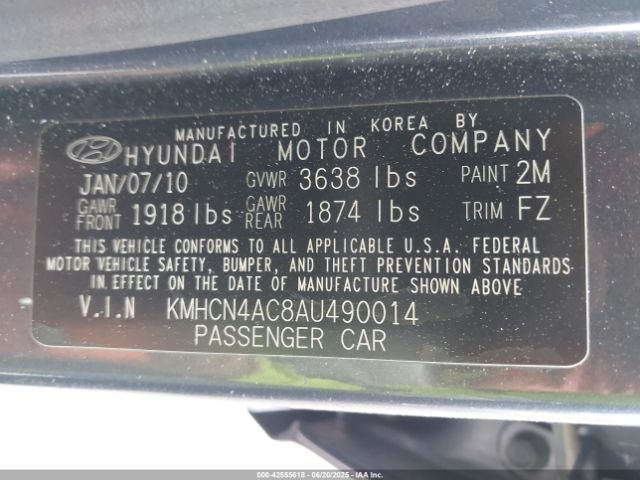 MANUFACTURED IN KOREA BY
HYUNDAI MOTOR COMPANY
JAN/07/10 GVWR 3638 lbs PAINT 2M
GAWR FRONT 1918 lbs GAWR REAR 1874 lbs TRIM FZ
THIS VEHICLE CONFORMS TO ALL APPLICABLE U.S.A. FEDERAL
MOTOR VEHICLE SAFETY, BUMPER, AND THEFT PREVENTION STANDARDS
IN EFFECT ON THE DATE OF MANUFACTURE SHOWN ABOVE
V.I.N KMHCN4AC8AU490014
PASSENGER CAR
000-42555618 - 06/20/2025 - IAAI.com